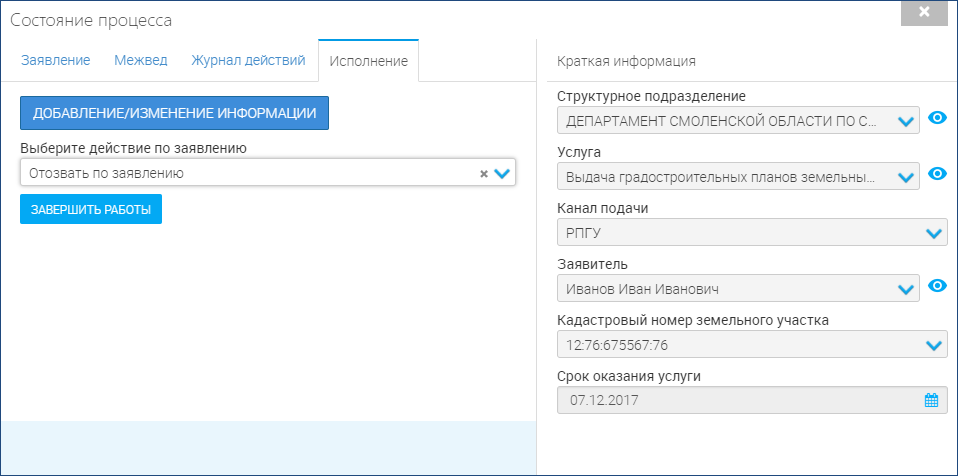 Состояние процесса
Заявление Межвед Журнал действий Исполнение
ДОБАВЛЕНИЕ/ИЗМЕНЕНИЕ ИНФОРМАЦИИ
Выберите действие по заявлению
Отозвать по заявлению
ЗАВЕРШИТЬ РАБОТЫ
Краткая информация
Структурное подразделение
ДЕПАРТАМЕНТ СМОЛЕНСКОЙ ОБЛАСТИ ПО С...
Услуга
Выдача градостроительных планов земельны...
Канал подачи
РПГУ
Заявитель
Иванов Иван Иванович
Кадастровый номер земельного участка
12:76:675567:76
Срок оказания услуги
07.12.2017